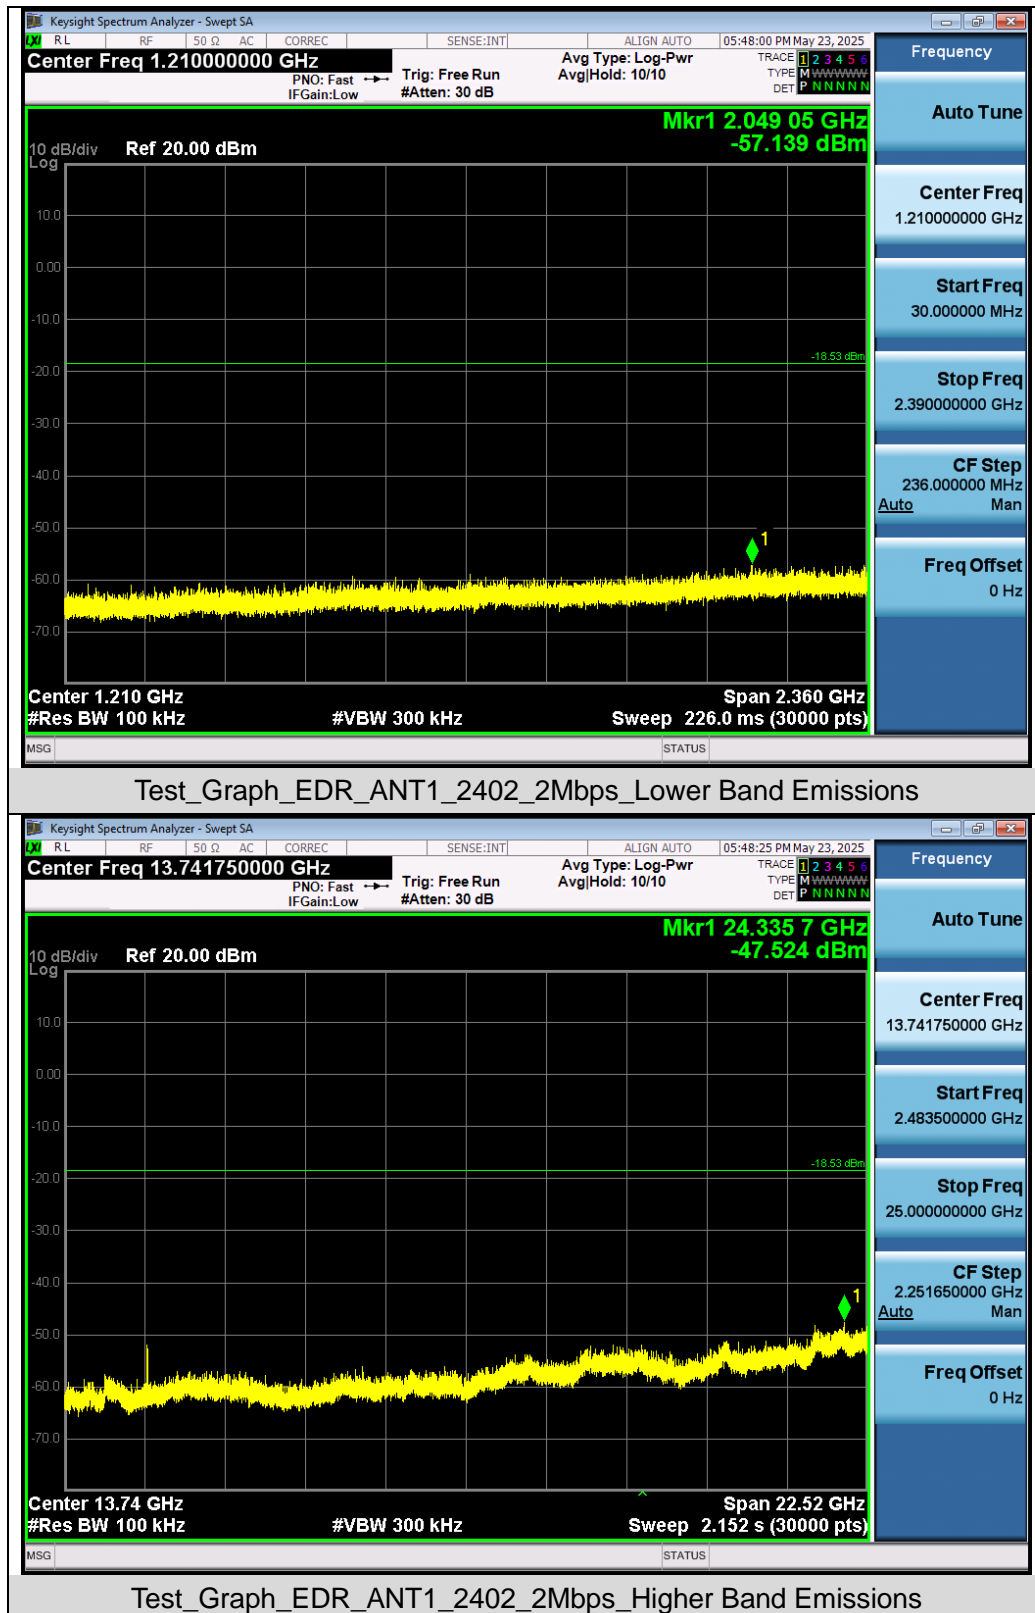 Keysight Spectrum Analyzer - Swept SA
LXI RL RF 50 Ω AC CORREC SENSE:INT ALIGN AUTO 05:48:00 PM May 23, 2025
Center Freq 1.210000000 GHz
PNO: Fast
IFGain:Low
Trig: Free Run
#Atten: 30 dB
Avg Type: Log-Pwr
Avg|Hold: 10/10
TRACE 1 2 3 4 5 6
TYPE M W W W W W
DET P N N N N N
Frequency
Mkr1 2.049 05 GHz
-57.139 dBm
10 dB/div Ref 20.00 dBm
Log
10.0
0.00
-10.0
-18.53 dBm
-20.0
-30.0
-40.0
-50.0
1
-60.0
-70.0
Center 1.210 GHz Span 2.360 GHz
#Res BW 100 kHz #VBW 300 kHz Sweep 226.0 ms (30000 pts)
MSG STATUS
Auto Tune
Center Freq
1.210000000 GHz
Start Freq
30.000000 MHz
Stop Freq
2.390000000 GHz
CF Step
236.000000 MHz
Auto Man
Freq Offset
0 Hz
Test_Graph_EDR_ANT1_2402_2Mbps_Lower Band Emissions
Keysight Spectrum Analyzer - Swept SA
LXI RL RF 50 Ω AC CORREC SENSE:INT ALIGN AUTO 05:48:25 PM May 23, 2025
Center Freq 13.741750000 GHz
PNO: Fast
IFGain:Low
Trig: Free Run
#Atten: 30 dB
Avg Type: Log-Pwr
Avg|Hold: 10/10
TRACE 1 2 3 4 5 6
TYPE M W W W W W
DET P N N N N N
Frequency
Mkr1 24.335 7 GHz
-47.524 dBm
10 dB/div Ref 20.00 dBm
Log
10.0
0.00
-10.0
-18.53 dBm
-20.0
-30.0
-40.0
1
-50.0
-60.0
-70.0
Center 13.74 GHz Span 22.52 GHz
#Res BW 100 kHz #VBW 300 kHz Sweep 2.152 s (30000 pts)
MSG STATUS
Auto Tune
Center Freq
13.741750000 GHz
Start Freq
2.483500000 GHz
Stop Freq
25.000000000 GHz
CF Step
2.251650000 GHz
Auto Man
Freq Offset
0 Hz
Test_Graph_EDR_ANT1_2402_2Mbps_Higher Band Emissions